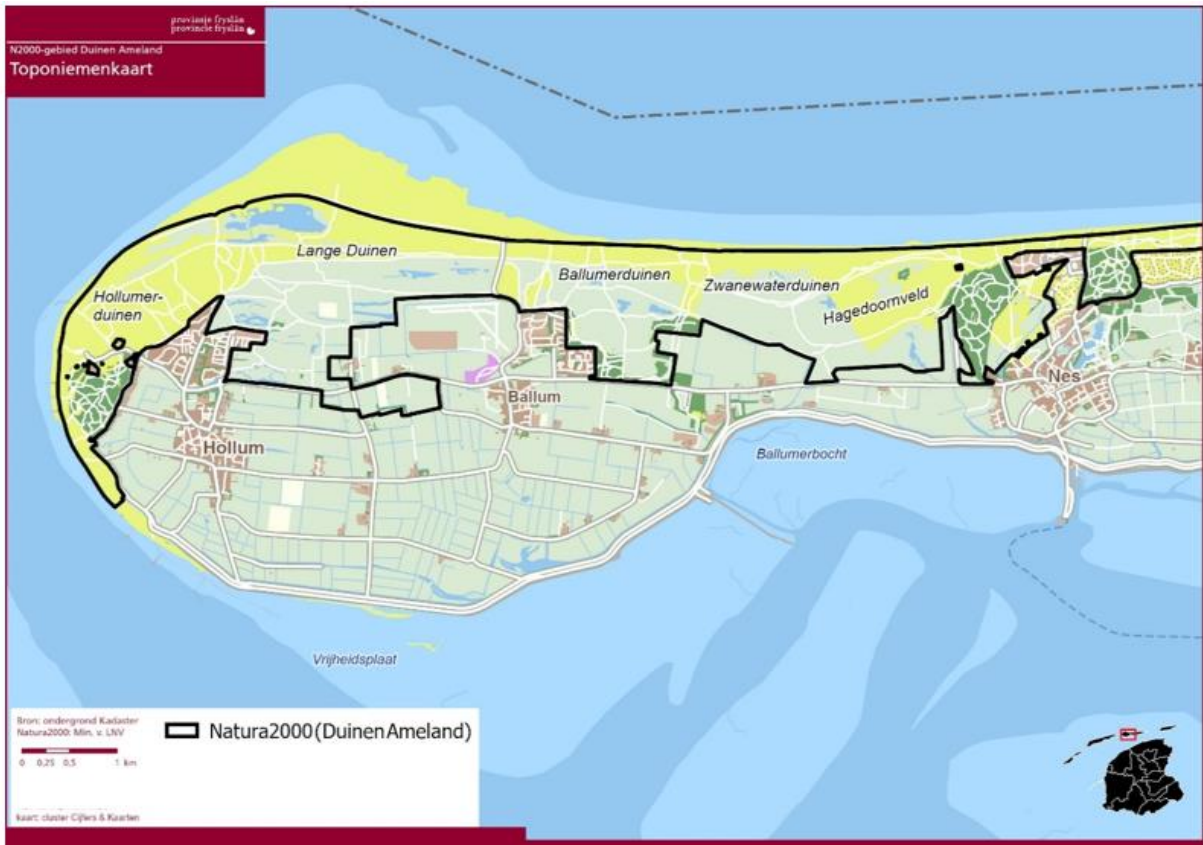 provinsje fryslân
provincie fryslân
N2000-gebied Duinen Ameland
Toponiemenkaart
Lange Duinen
Ballumerduinen
Zwanewaterduinen
Hollumer-
duinen
Hagedoornveld
Nes
Ballum
Hollum
Ballumerbocht
Vrijheidsplaat
Bron: ondergrond Kadaster
Natura2000: Min. v. LNV
Natura2000 (Duinen Ameland)
0 0,25 0,5 1 km
kaart: cluster Cijfers & Kaarten